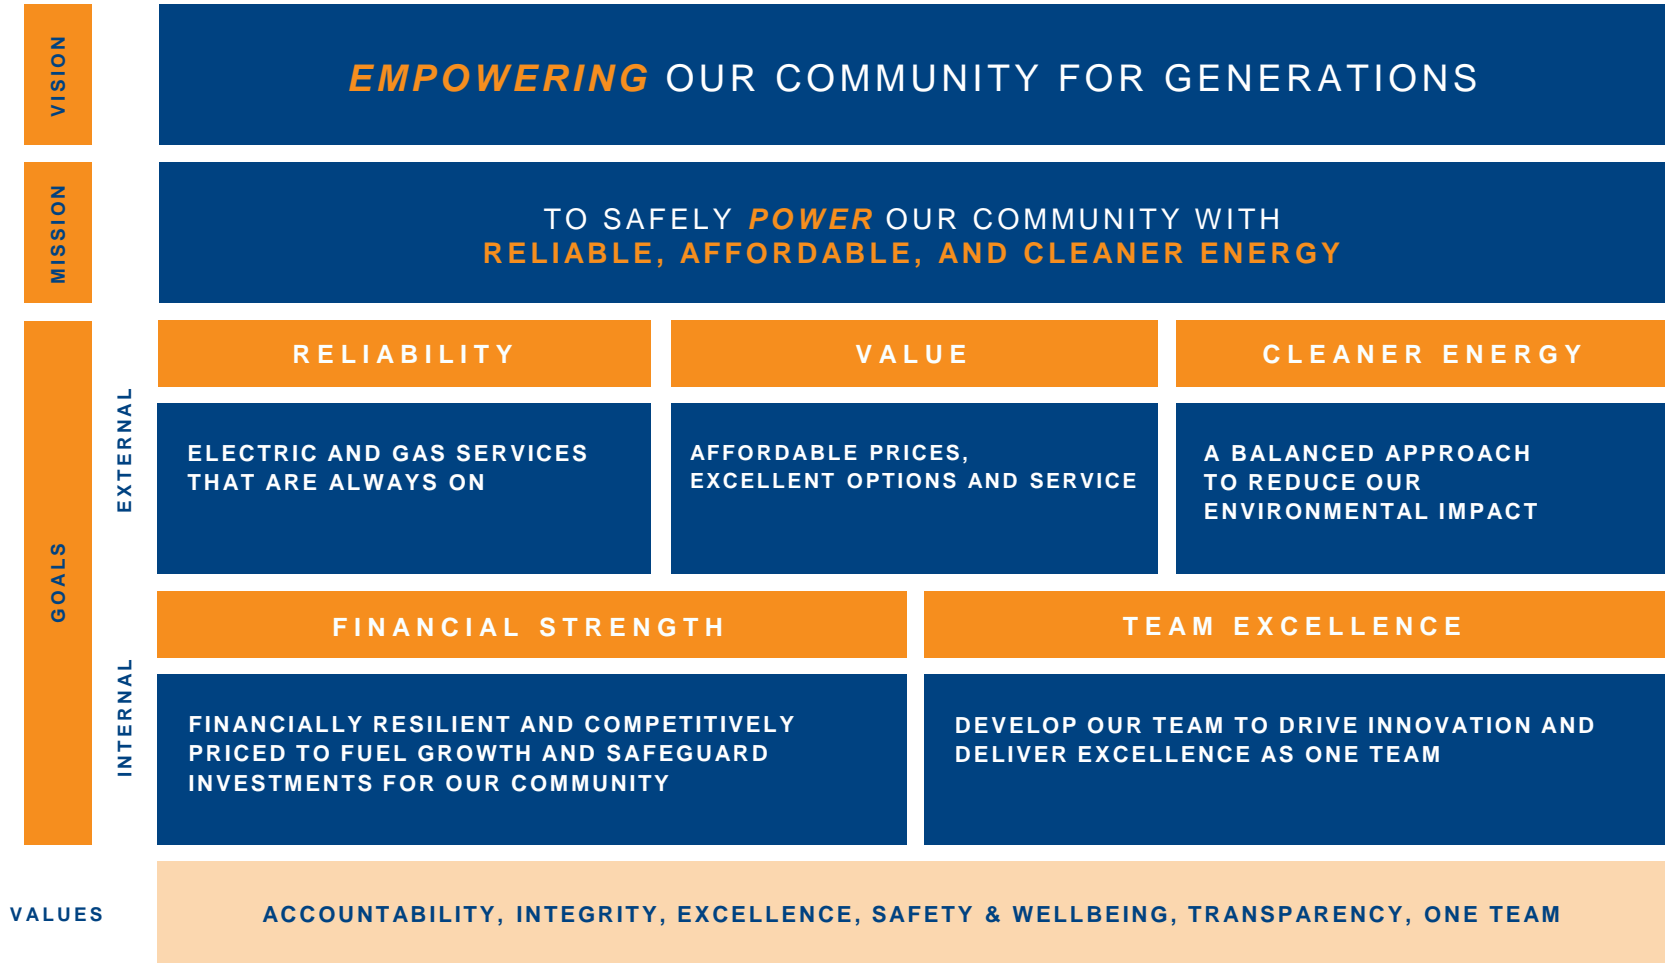 VISION
EMPOWERING OUR COMMUNITY FOR GENERATIONS
MISSION
TO SAFELY POWER OUR COMMUNITY WITH
RELIABLE, AFFORDABLE, AND CLEANER ENERGY
GOALS
EXTERNAL
RELIABILITY
ELECTRIC AND GAS SERVICES
THAT ARE ALWAYS ON
VALUE
AFFORDABLE PRICES,
EXCELLENT OPTIONS AND SERVICE
CLEANER ENERGY
A BALANCED APPROACH
TO REDUCE OUR
ENVIRONMENTAL IMPACT
INTERNAL
FINANCIAL STRENGTH
FINANCIALLY RESILIENT AND COMPETITIVELY
PRICED TO FUEL GROWTH AND SAFEGUARD
INVESTMENTS FOR OUR COMMUNITY
TEAM EXCELLENCE
DEVELOP OUR TEAM TO DRIVE INNOVATION AND
DELIVER EXCELLENCE AS ONE TEAM
VALUES
ACCOUNTABILITY, INTEGRITY, EXCELLENCE, SAFETY & WELLBEING, TRANSPARENCY, ONE TEAM